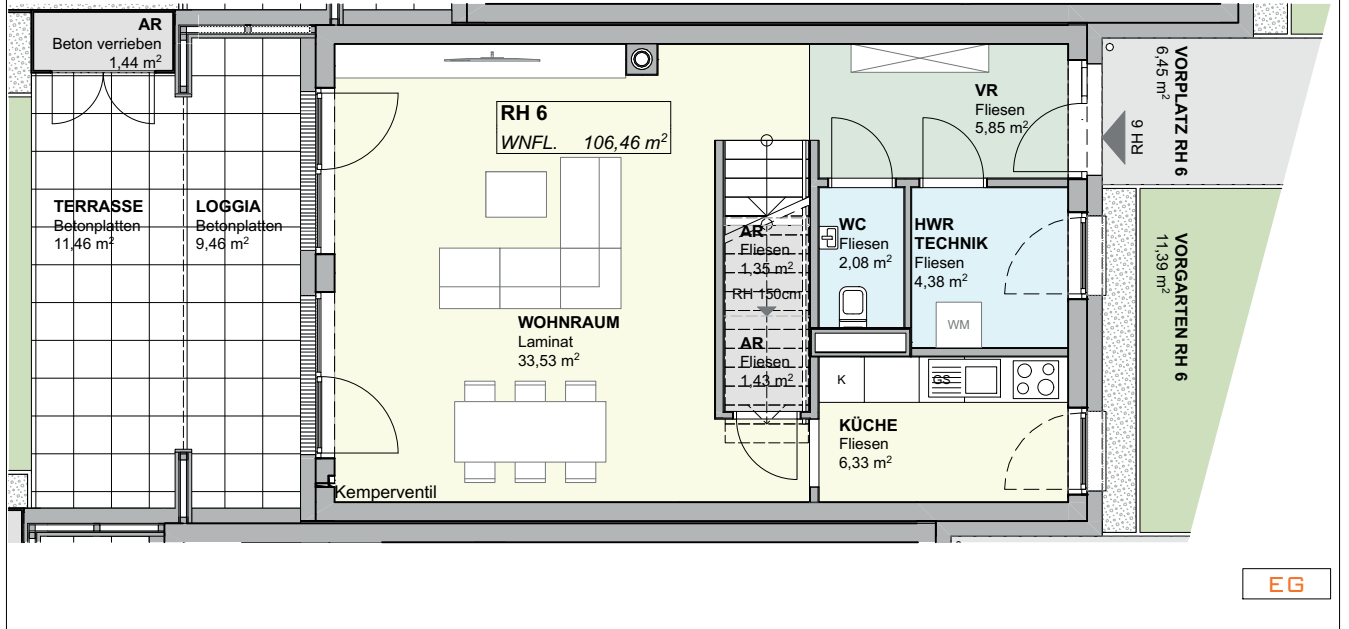 AR
Beton verrieben
1,44 m²
RH 6
WNFL. 106,46 m²
VR
Fliesen
5,85 m²
VORPLATZ RH 6
6,45 m²
RH 6
TERRASSE
Betonplatten
11,46 m²
LOGGIA
Betonplatten
9,46 m²
AR
Fliesen
1,35 m²
RH 150cm
WC
Fliesen
2,08 m²
HWR
TECHNIK
Fliesen
4,38 m²
WM
VORGARTEN RH 6
11,39 m²
WOHNRAUM
Laminat
33,53 m²
AR
Fliesen
1,43 m²
K
GS
KÜCHE
Fliesen
6,33 m²
Kemperventil
EG